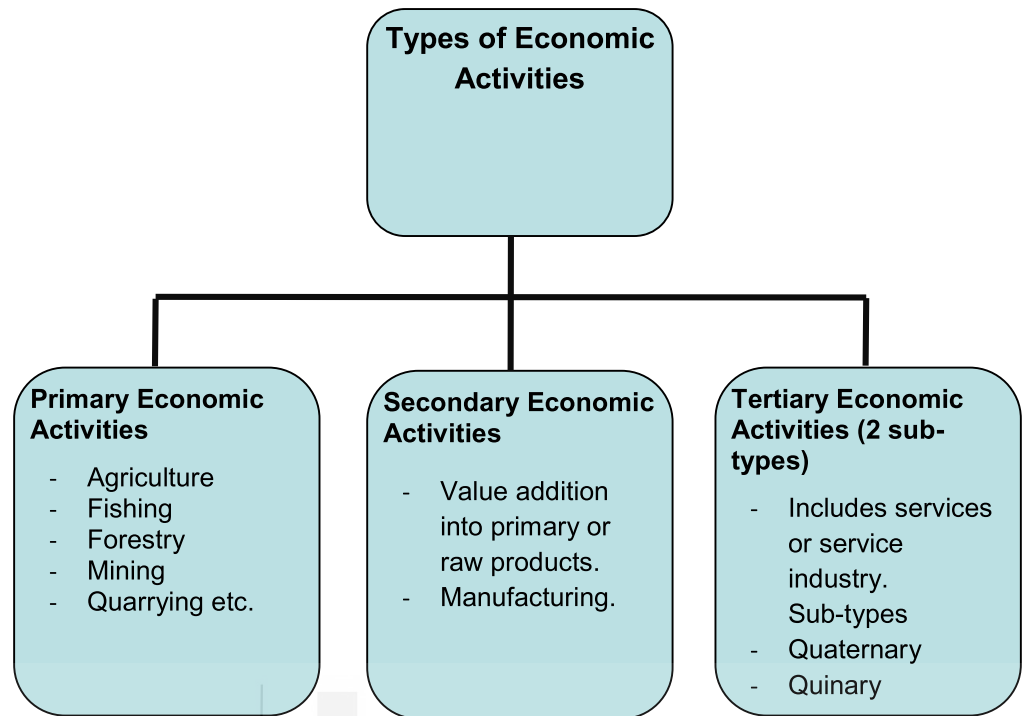 Types of Economic
Activities
Primary Economic
Activities
- Agriculture
- Fishing
- Forestry
- Mining
- Quarrying etc.
Secondary Economic
Activities
- Value addition
into primary or
raw products.
- Manufacturing.
Tertiary Economic
Activities (2 sub-
types)
- Includes services
or service
industry.
Sub-types
- Quaternary
- Quinary